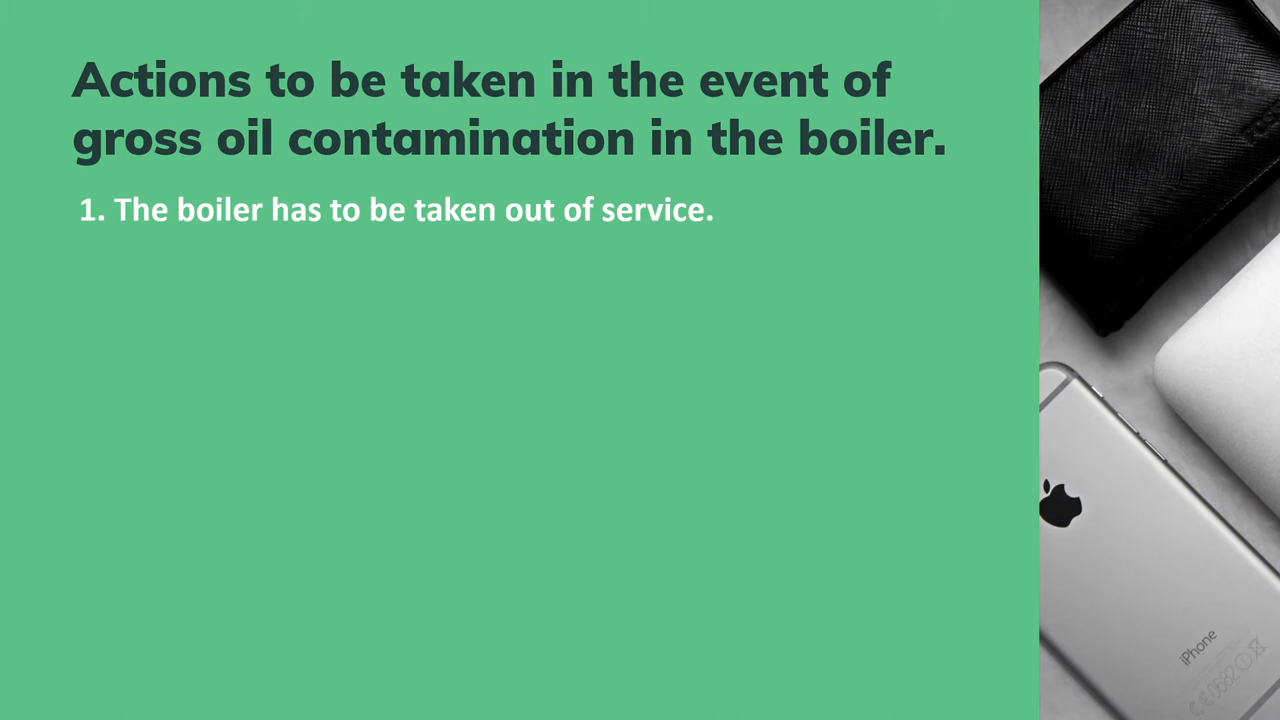 Actions to be taken in the event of
gross oil contamination in the boiler.
1. The boiler has to be taken out of service.
iPhone